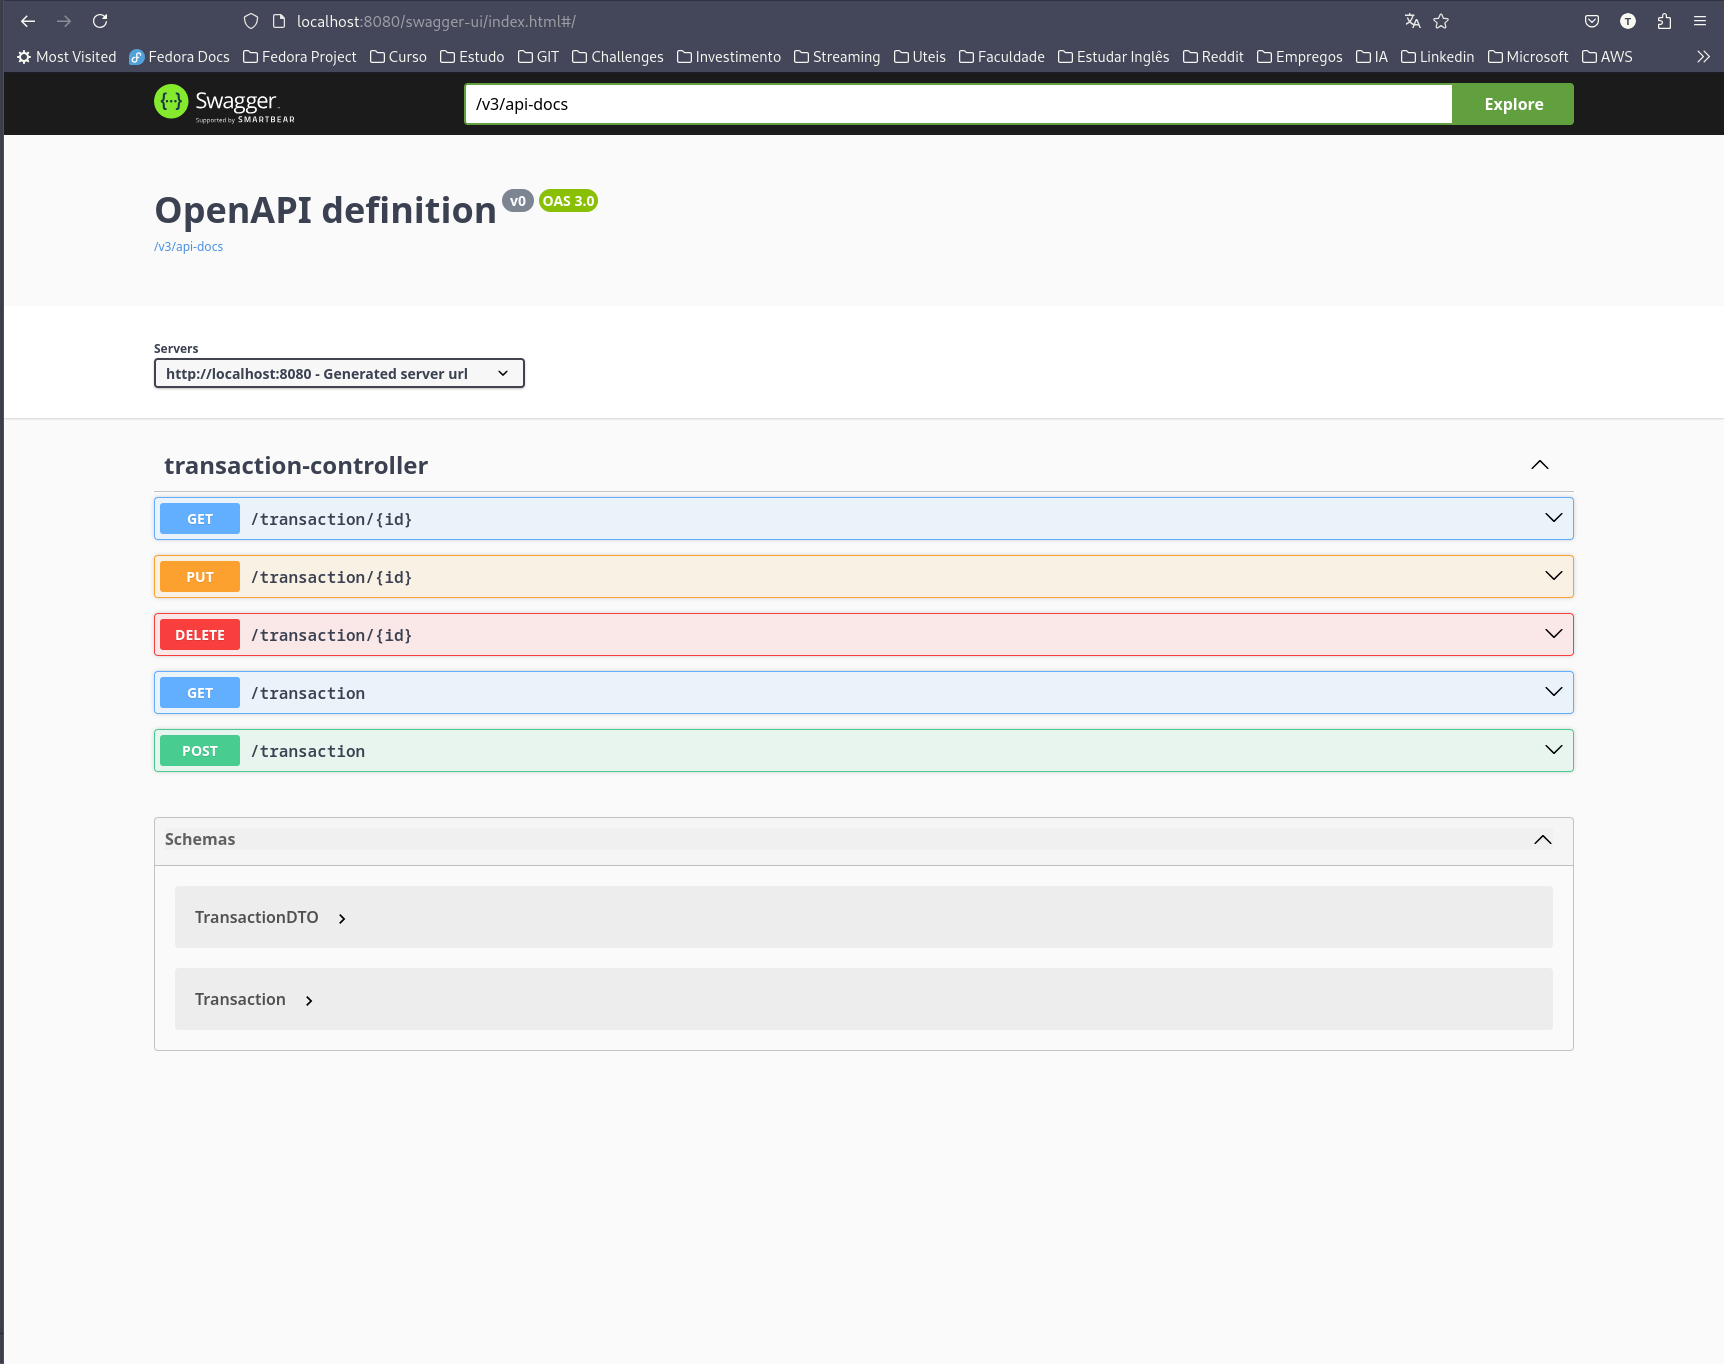 localhost:8080/swagger-ui/index.html#/
T
Most Visited Fedora Docs Fedora Project Curso Estudo GIT Challenges Investimento Streaming Uteis Faculdade Estudar Inglês Reddit Empregos IA Linkedin Microsoft AWS
Swagger
Supported by SMARTBEAR
/v3/api-docs Explore
OpenAPI definition v0 OAS 3.0
/v3/api-docs
Servers
http://localhost:8080 - Generated server url
transaction-controller
GET /transaction/{id}
PUT /transaction/{id}
DELETE /transaction/{id}
GET /transaction
POST /transaction
Schemas
TransactionDTO
Transaction